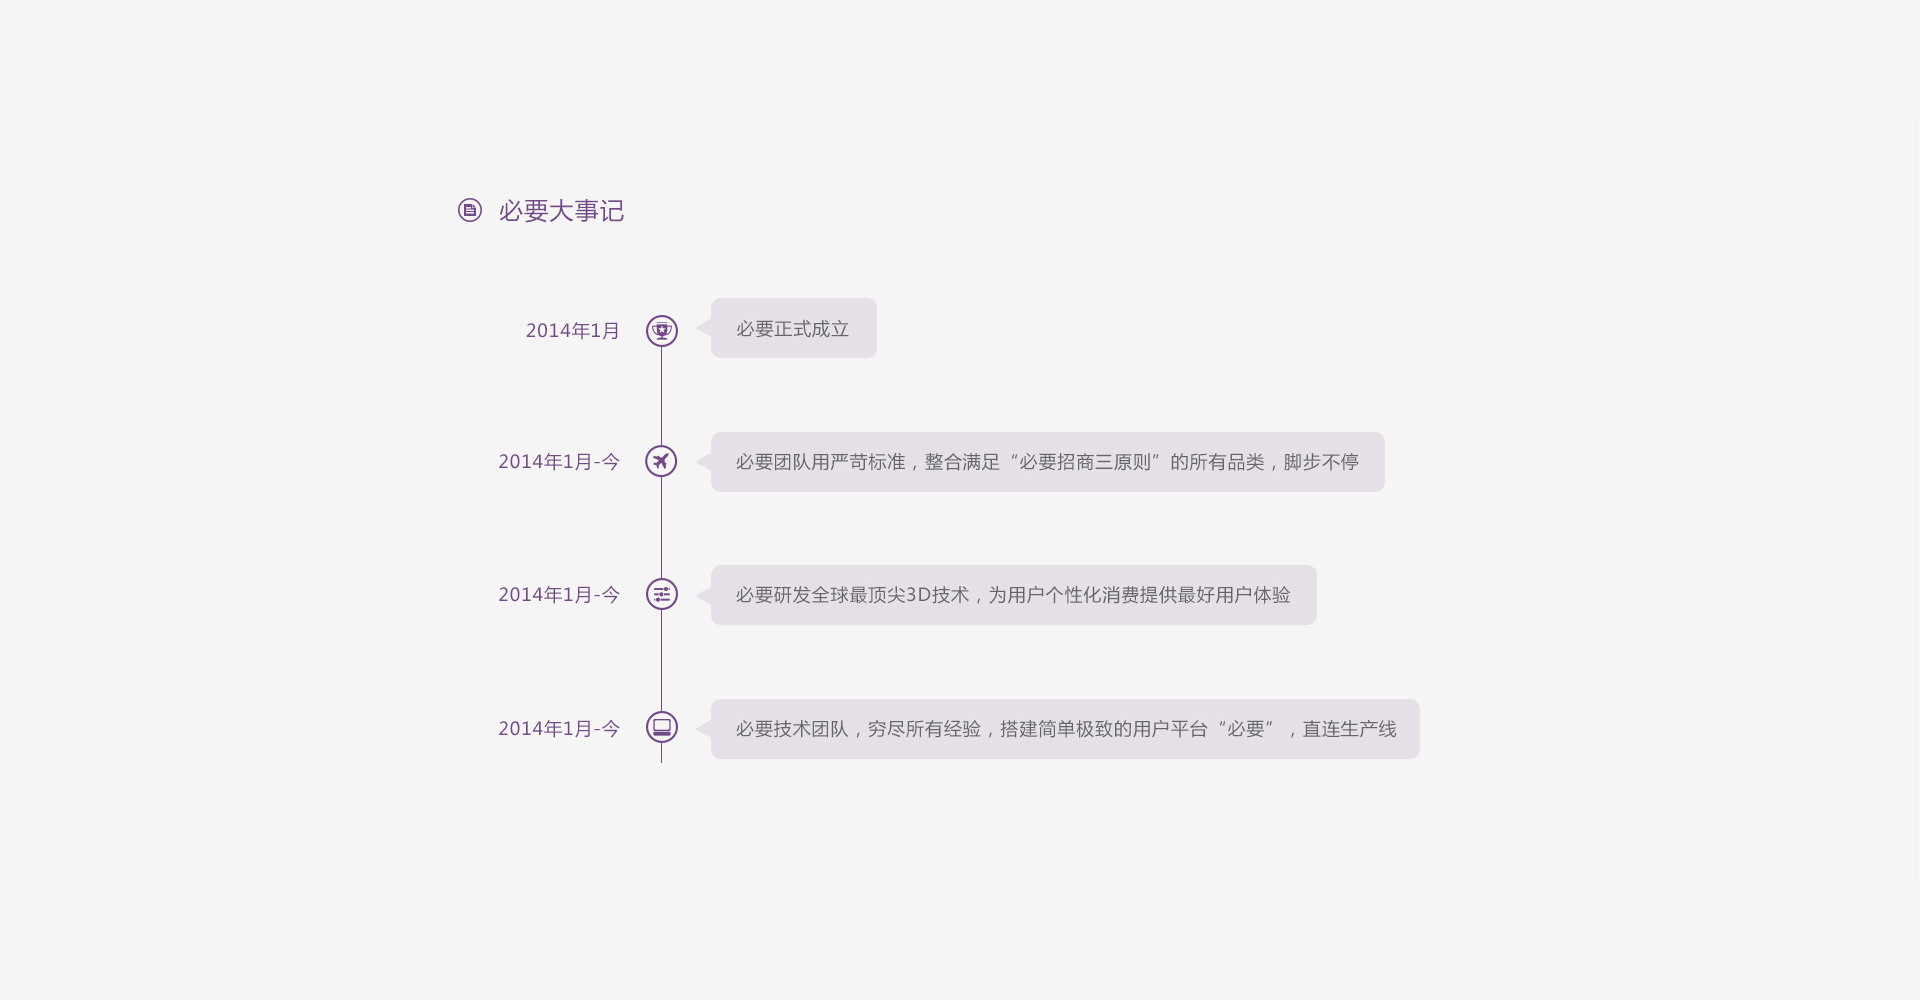 必要大事记
2014年1月
必要正式成立
2014年1月-今
必要团队用严苛标准，整合满足“必要招商三原则”的所有品类，脚步不停
2014年1月-今
必要研发全球最顶尖3D技术，为用户个性化消费提供最好用户体验
2014年1月-今
必要技术团队，穷尽所有经验，搭建简单极致的用户平台“必要”，直连生产线